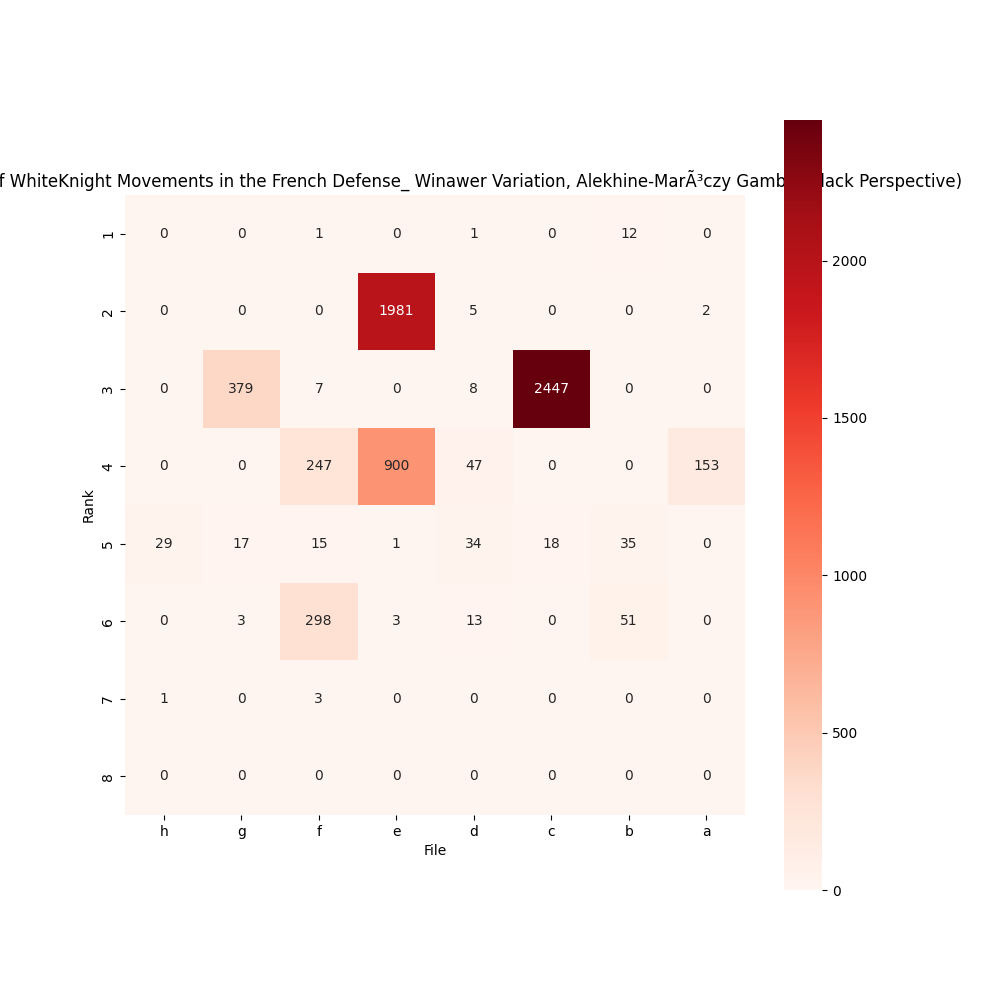 WhiteKnight Movements in the French Defense_ Winawer Variation, Alekhine-MarÃ³czy Perspective)
1 0 0 1 0 1 0 12 0
2 0 0 0 1981 5 0 0 2
3 0 379 7 0 8 2447 0 0
4 0 0 247 900 47 0 0 153
5 29 17 15 1 34 18 35 0
6 0 3 298 3 13 0 51 0
7 1 0 3 0 0 0 0 0
8 0 0 0 0 0 0 0 0
h g f e d c b a
File
Rank
2000
1500
1000
500
0